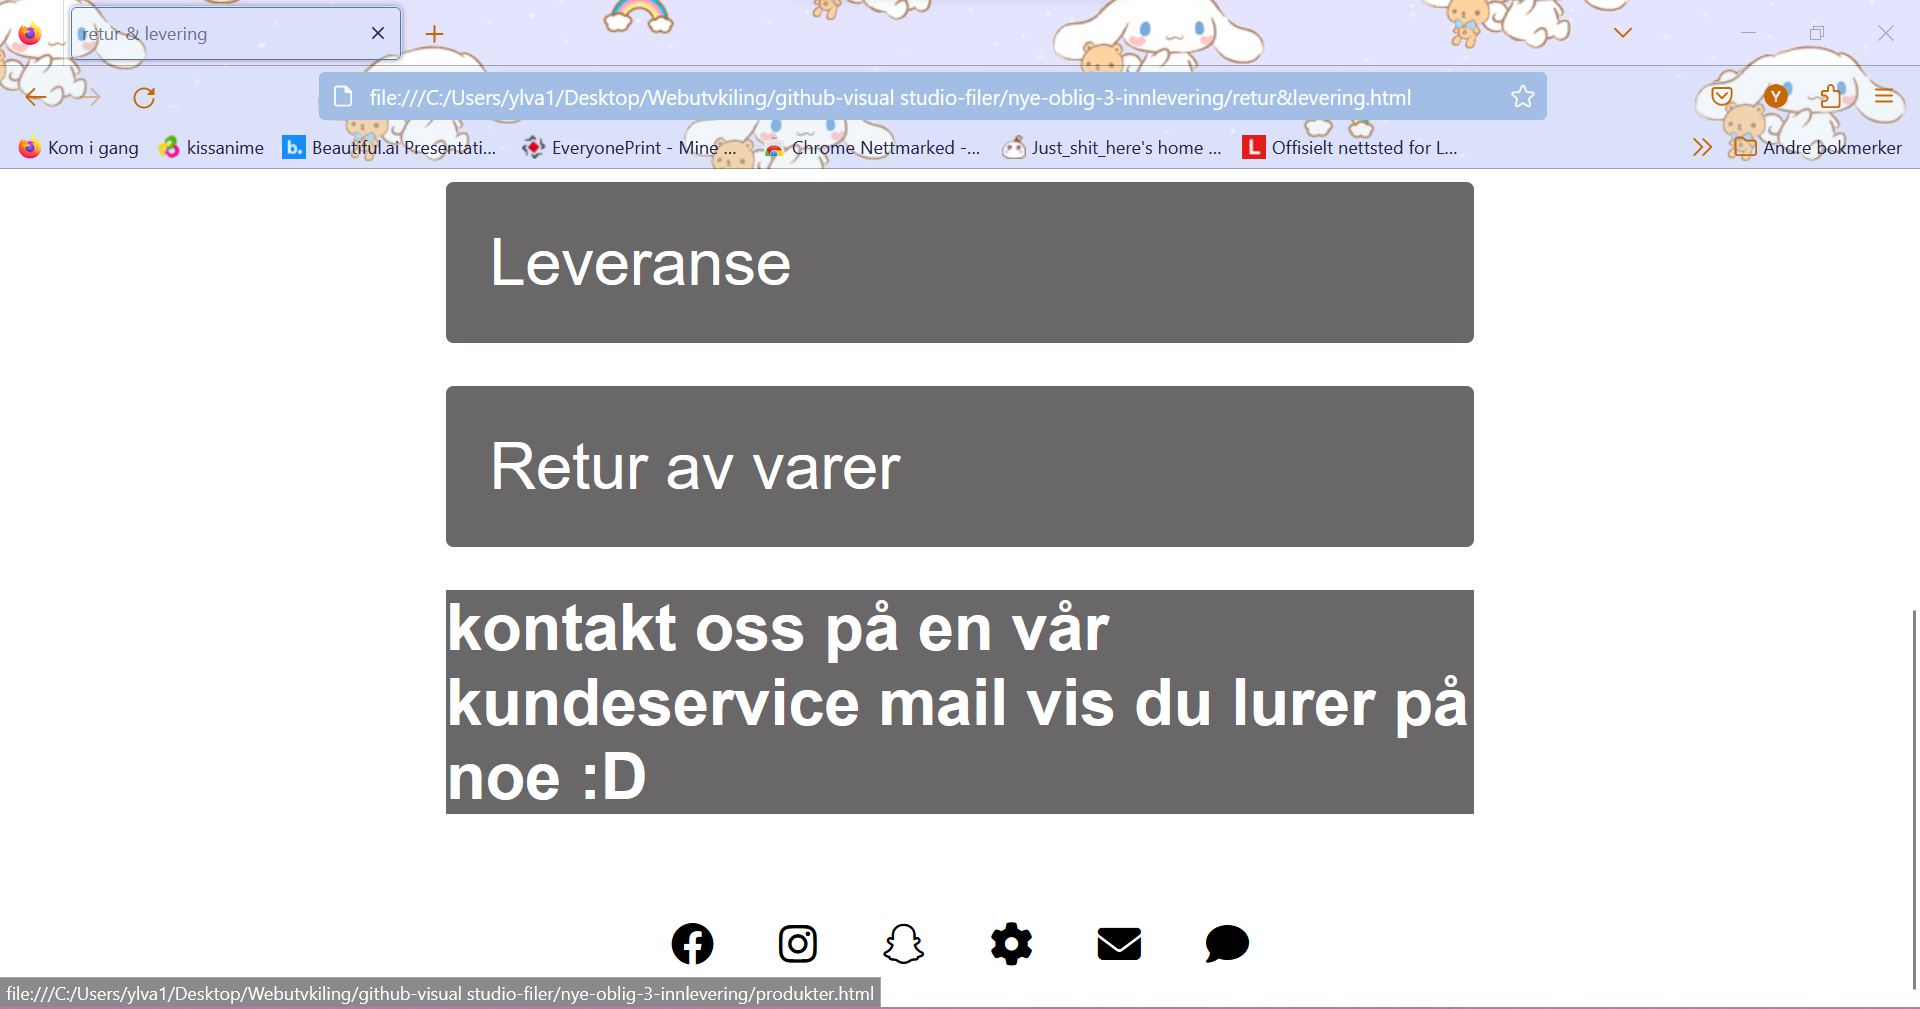 retur & levering
file:///C:/Users/ylva1/Desktop/Webutvkiling/github-visual studio-filer/nye-oblig-3-innlevering/retur&levering.html
Y
Kom i gang
kissanime
b. Beautiful.ai Presentati...
EveryonePrint - Mine ...
Chrome Nettmarked -...
Just_shit_here's home ...
L Offisielt nettsted for L...
Andre bokmerker
Leveranse
Retur av varer
kontakt oss på en vår
kundeservice mail vis du lurer på
noe :D
file:///C:/Users/ylva1/Desktop/Webutvkiling/github-visual studio-filer/nye-oblig-3-innlevering/produkter.html